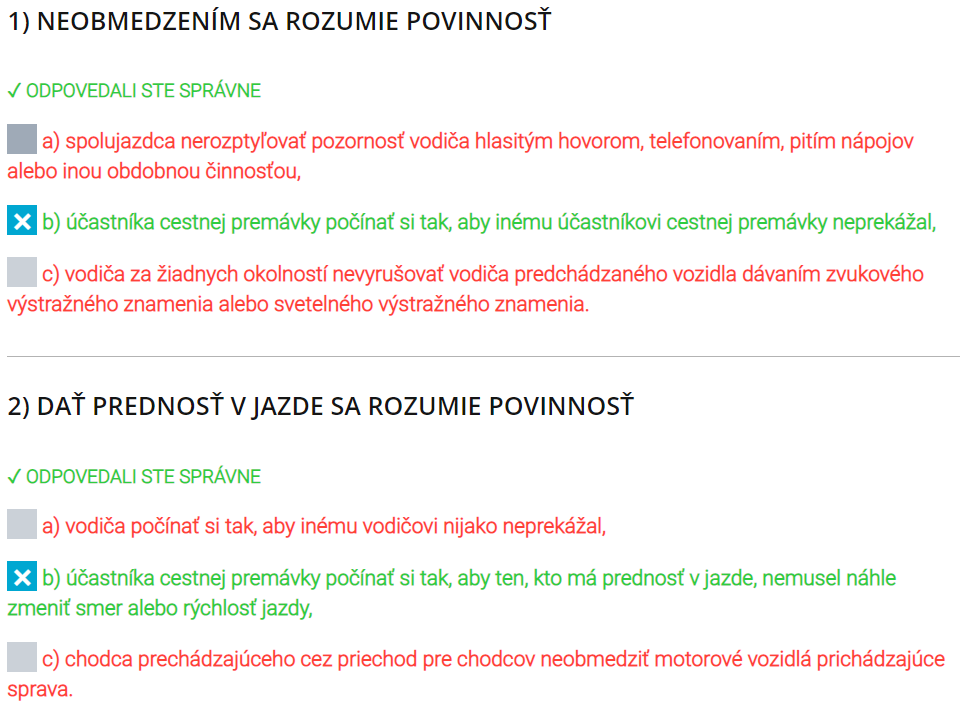 1) NEOBMEDZENÍM SA ROZUMIE POVINNOSŤ
✓ ODPOVEDALI STE SPRÁVNE
a) spolujazdca nerozptyľovať pozornosť vodiča hlasitým hovorom, telefonovaním, pitím nápojov
alebo inou obdobnou činnosťou,
b) účastníka cestnej premávky počínať si tak, aby inému účastníkovi cestnej premávky neprekážal,
c) vodiča za žiadnych okolností nevyrušovať vodiča predchádzaného vozidla dávaním zvukového
výstražného znamenia alebo svetelného výstražného znamenia.
2) DAŤ PREDNOSŤ V JAZDE SA ROZUMIE POVINNOSŤ
✓ ODPOVEDALI STE SPRÁVNE
a) vodiča počínať si tak, aby inému vodičovi nijako neprekážal,
b) účastníka cestnej premávky počínať si tak, aby ten, kto má prednosť v jazde, nemusel náhle
zmeniť smer alebo rýchlosť jazdy,
c) chodca prechádzajúceho cez priechod pre chodcov neobmedziť motorové vozidlá prichádzajúce
sprava.